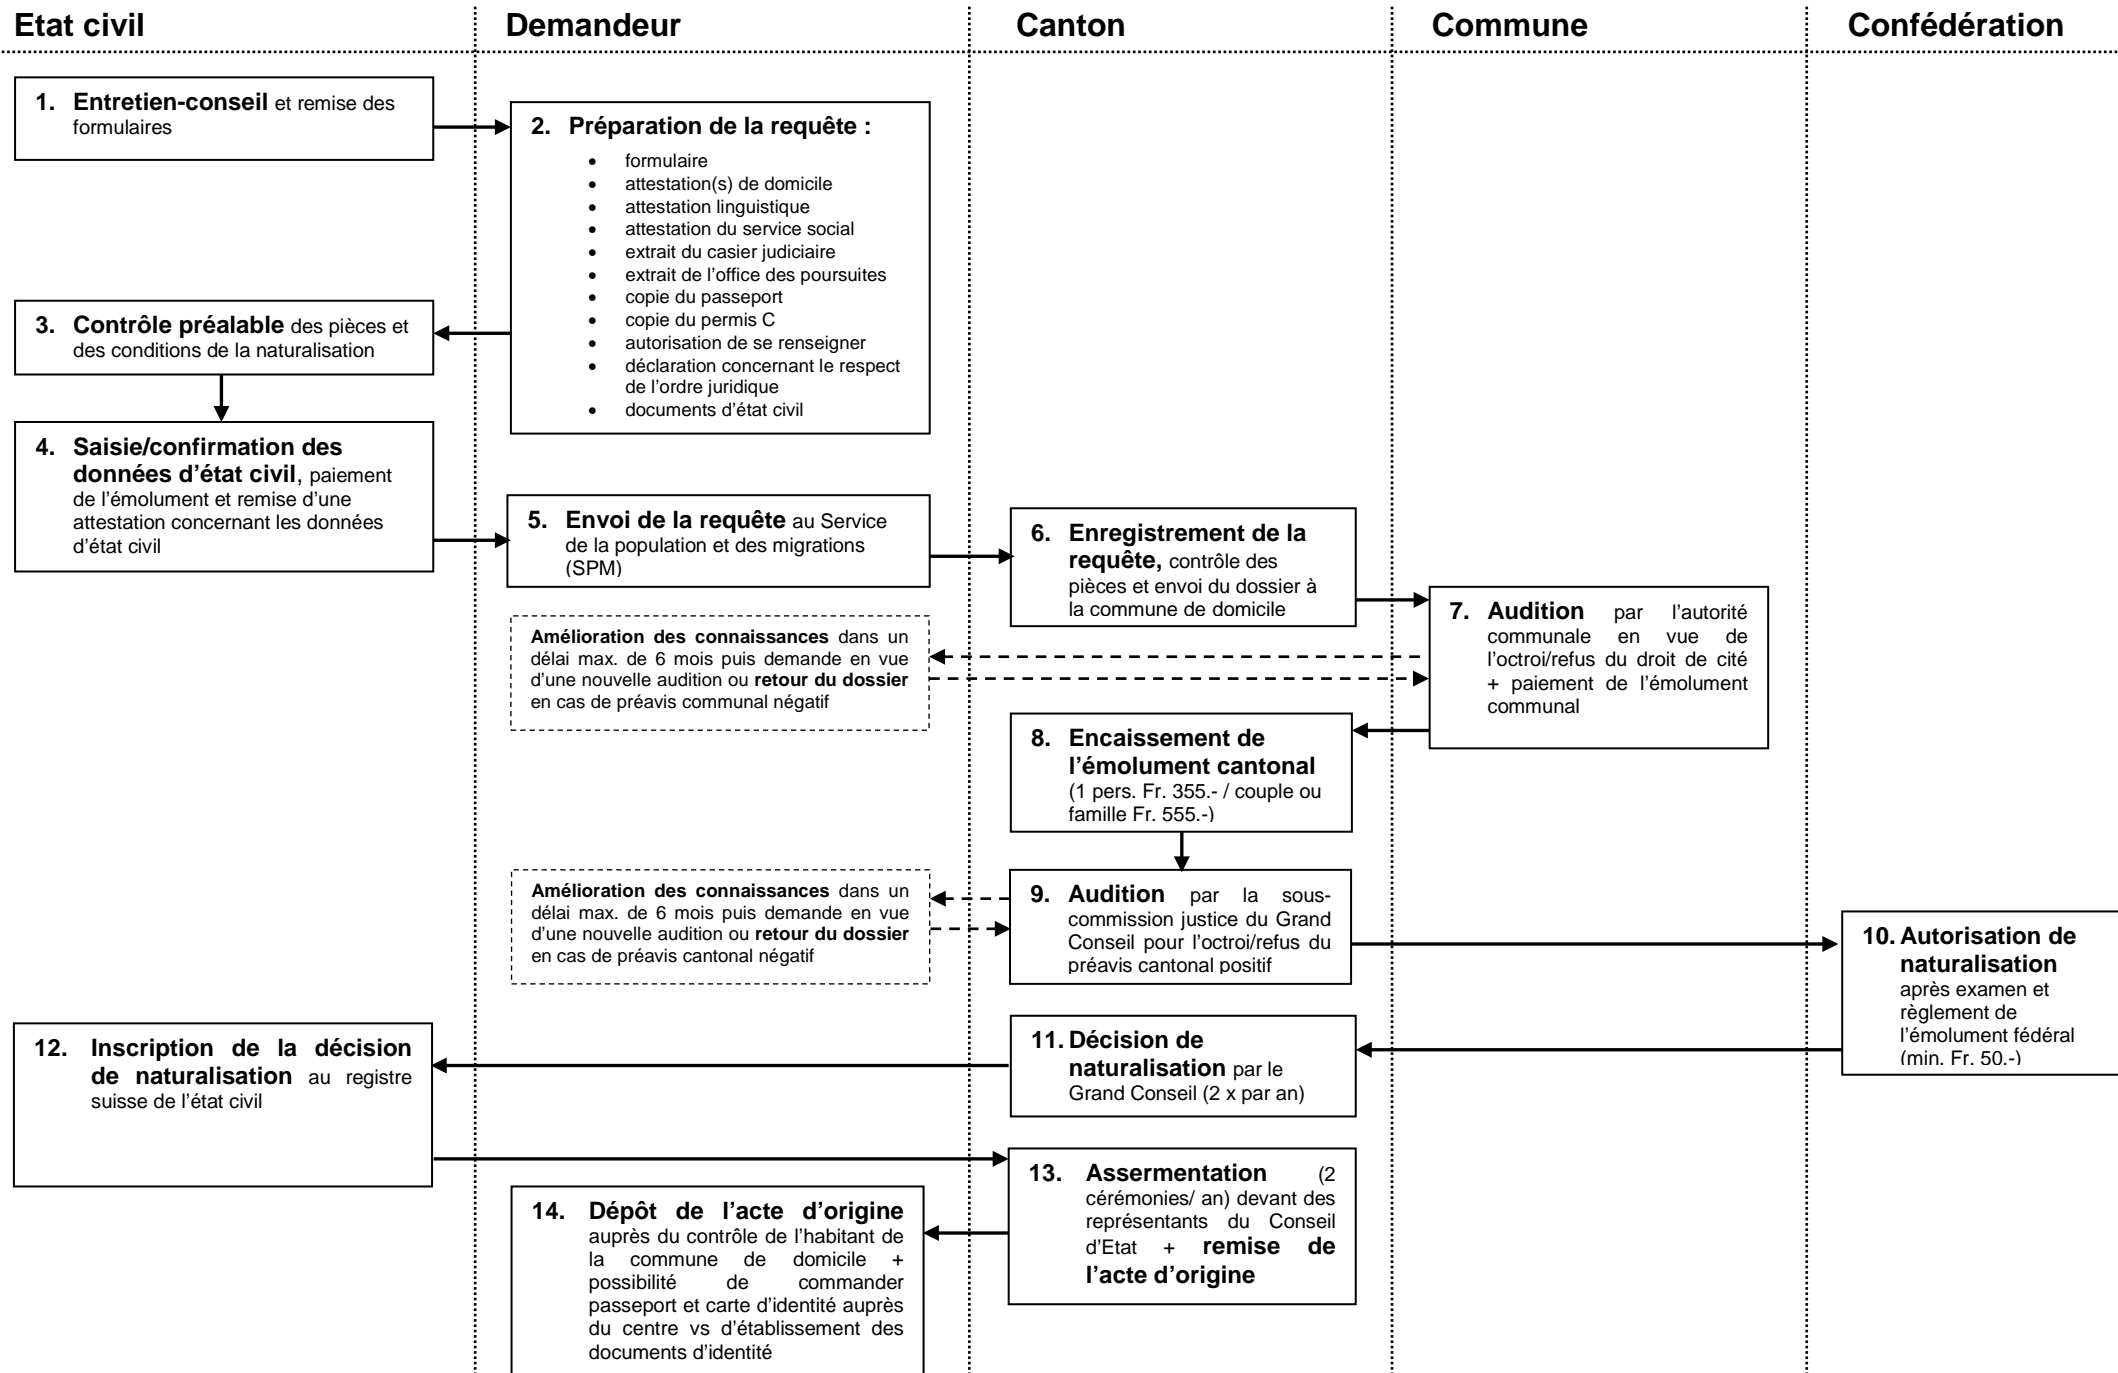 Etat civil
Demandeur
Canton
Commune
Confédération
1. Entretien-conseil et remise des
formulaires
2. Préparation de la requête :
• formulaire
• attestation(s) de domicile
• attestation linguistique
• attestation du service social
• extrait du casier judiciaire
• extrait de l'office des poursuites
• copie du passeport
• copie du permis C
• autorisation de se renseigner
• déclaration concernant le respect
de l'ordre juridique
• documents d'état civil
3. Contrôle préalable des pièces et
des conditions de la naturalisation
4. Saisie/confirmation des
données d'état civil, paiement
de l'émolument et remise d'une
attestation concernant les données
d'état civil
5. Envoi de la requête au Service
de la population et des migrations
(SPM)
6. Enregistrement de la
requête, contrôle des
pièces et envoi du dossier à
la commune de domicile
7. Audition par l'autorité
communale en vue de
l'octroi/refus du droit de cité
+ paiement de l'émolument
communal
Amélioration des connaissances dans un
délai max. de 6 mois puis demande en vue
d'une nouvelle audition ou retour du dossier
en cas de préavis communal négatif
8. Encaissement de
l'émolument cantonal
(1 pers. Fr. 355.- / couple ou
famille Fr. 555.-)
Amélioration des connaissances dans un
délai max. de 6 mois puis demande en vue
d'une nouvelle audition ou retour du dossier
en cas de préavis cantonal négatif
9. Audition par la sous-
commission justice du Grand
Conseil pour l'octroi/refus du
préavis cantonal positif
10. Autorisation de
naturalisation
après examen et
règlement de
l'émolument fédéral
(min. Fr. 50.-)
11. Décision de
naturalisation par le
Grand Conseil (2 x par an)
12. Inscription de la décision
de naturalisation au registre
suisse de l'état civil
13. Assermentation (2
cérémonies/ an) devant des
représentants du Conseil
d'Etat + remise de
l'acte d'origine
14. Dépôt de l'acte d'origine
auprès du contrôle de l'habitant de
la commune de domicile +
possibilité de commander
passeport et carte d'identité auprès
du centre vs d'établissement des
documents d'identité